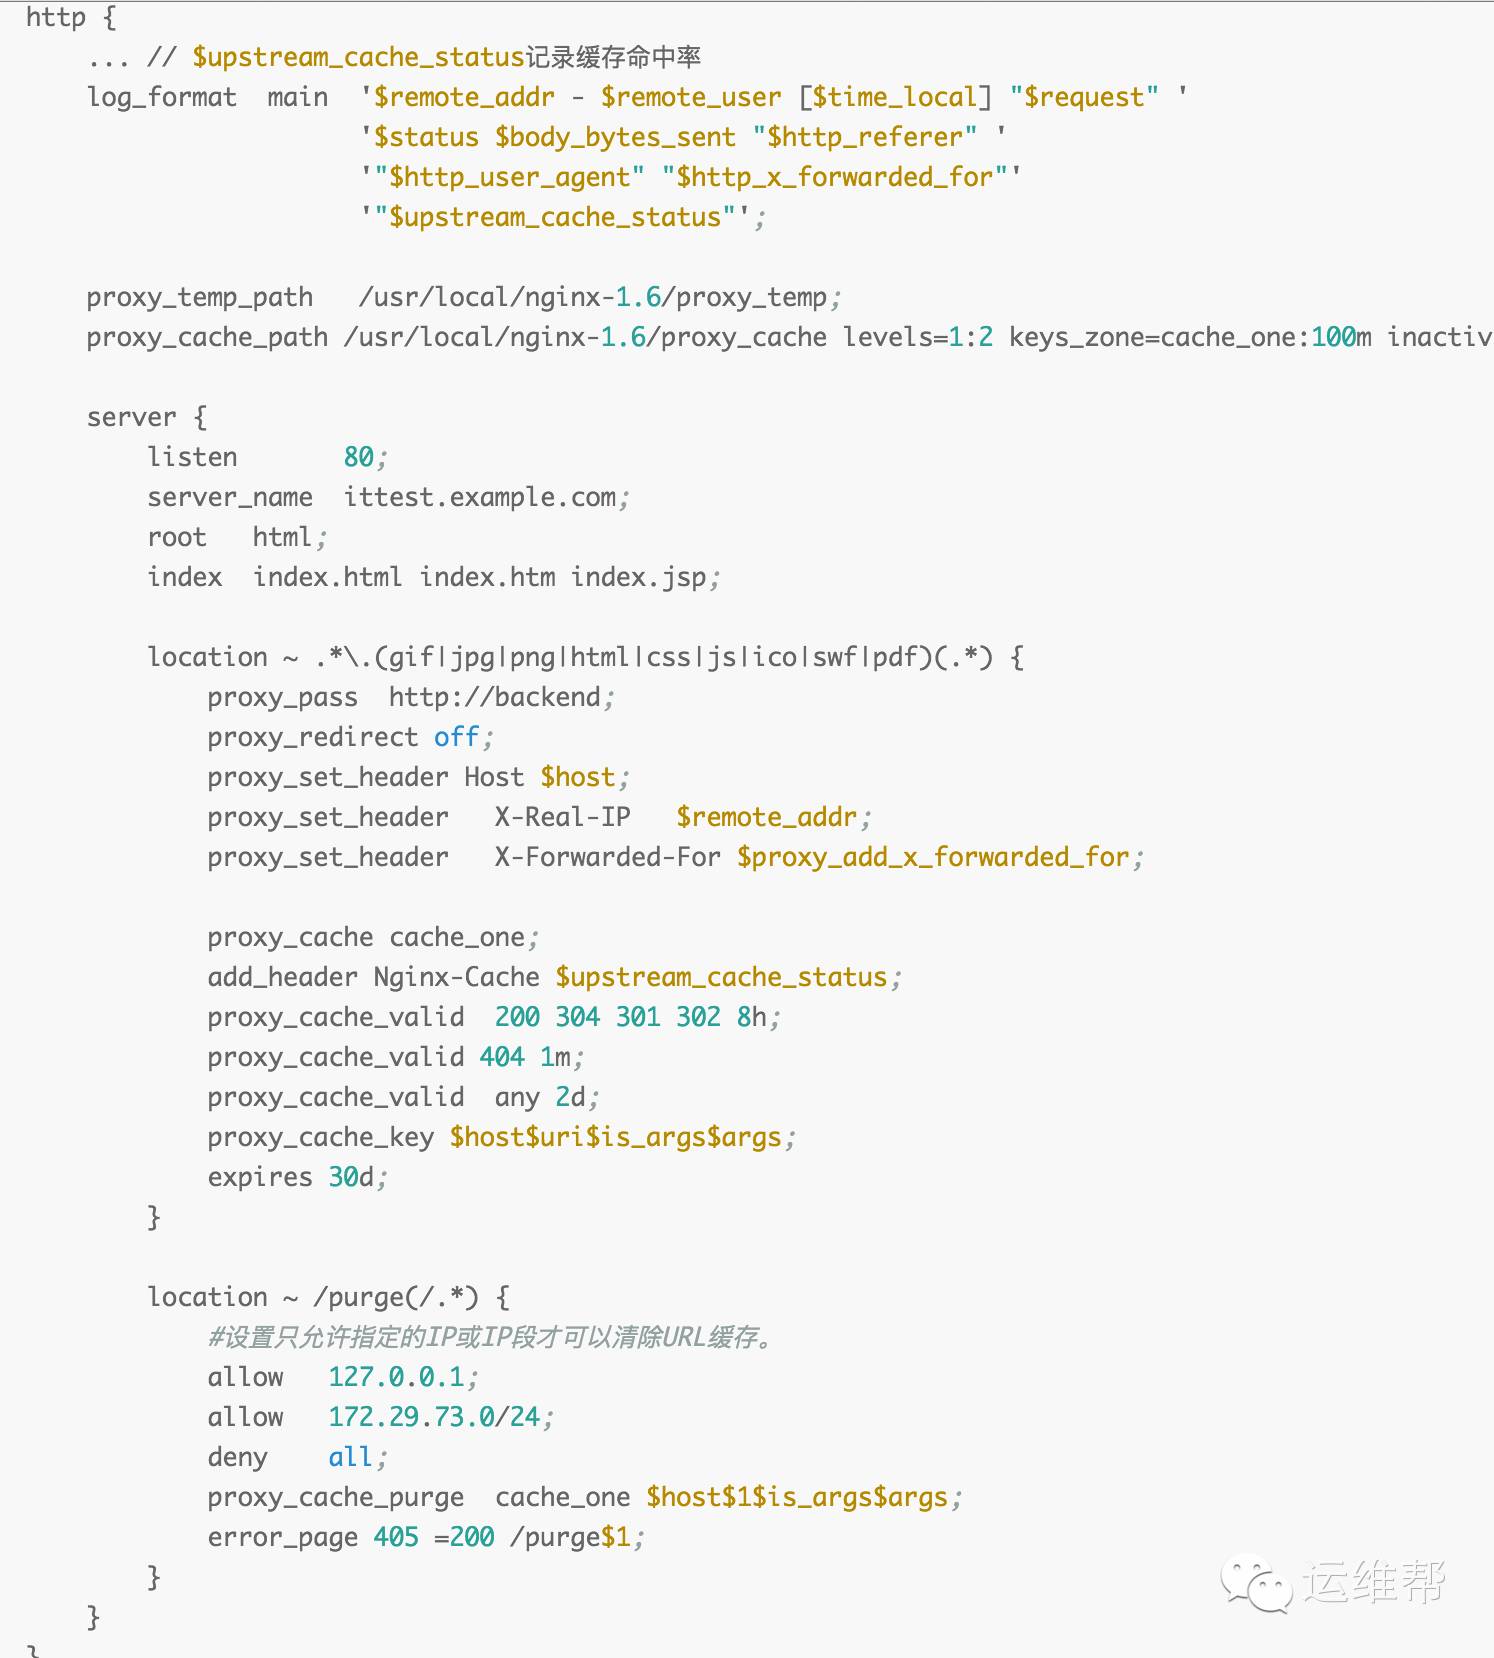 http {
    ... // $upstream_cache_status记录缓存命中率
    log_format  main  '$remote_addr - $remote_user [$time_local] "$request" '
                      '$status $body_bytes_sent "$http_referer" '
                      '"$http_user_agent" "$http_x_forwarded_for"'
                      '"$upstream_cache_status"';
    proxy_temp_path   /usr/local/nginx-1.6/proxy_temp;
    proxy_cache_path /usr/local/nginx-1.6/proxy_cache levels=1:2 keys_zone=cache_one:100m inactiv
    server {
        listen       80;
        server_name  ittest.example.com;
        root   html;
        index  index.html index.htm index.jsp;
        location ~ .*\.(gif|jpg|png|html|css|js|ico|swf|pdf)(.*) {
            proxy_pass  http://backend;
            proxy_redirect off;
            proxy_set_header Host $host;
            proxy_set_header   X-Real-IP   $remote_addr;
            proxy_set_header   X-Forwarded-For $proxy_add_x_forwarded_for;
            proxy_cache cache_one;
            add_header Nginx-Cache $upstream_cache_status;
            proxy_cache_valid  200 304 301 302 8h;
            proxy_cache_valid 404 1m;
            proxy_cache_valid  any 2d;
            proxy_cache_key $host$uri$is_args$args;
            expires 30d;
        }
        location ~ /purge(/.*) {
            #设置只允许指定的IP或IP段才可以清除URL缓存。
            allow   127.0.0.1;
            allow   172.29.73.0/24;
            deny    all;
            proxy_cache_purge  cache_one $host$1$is_args$args;
            error_page 405 =200 /purge$1;
        }
    }
}
运维帮